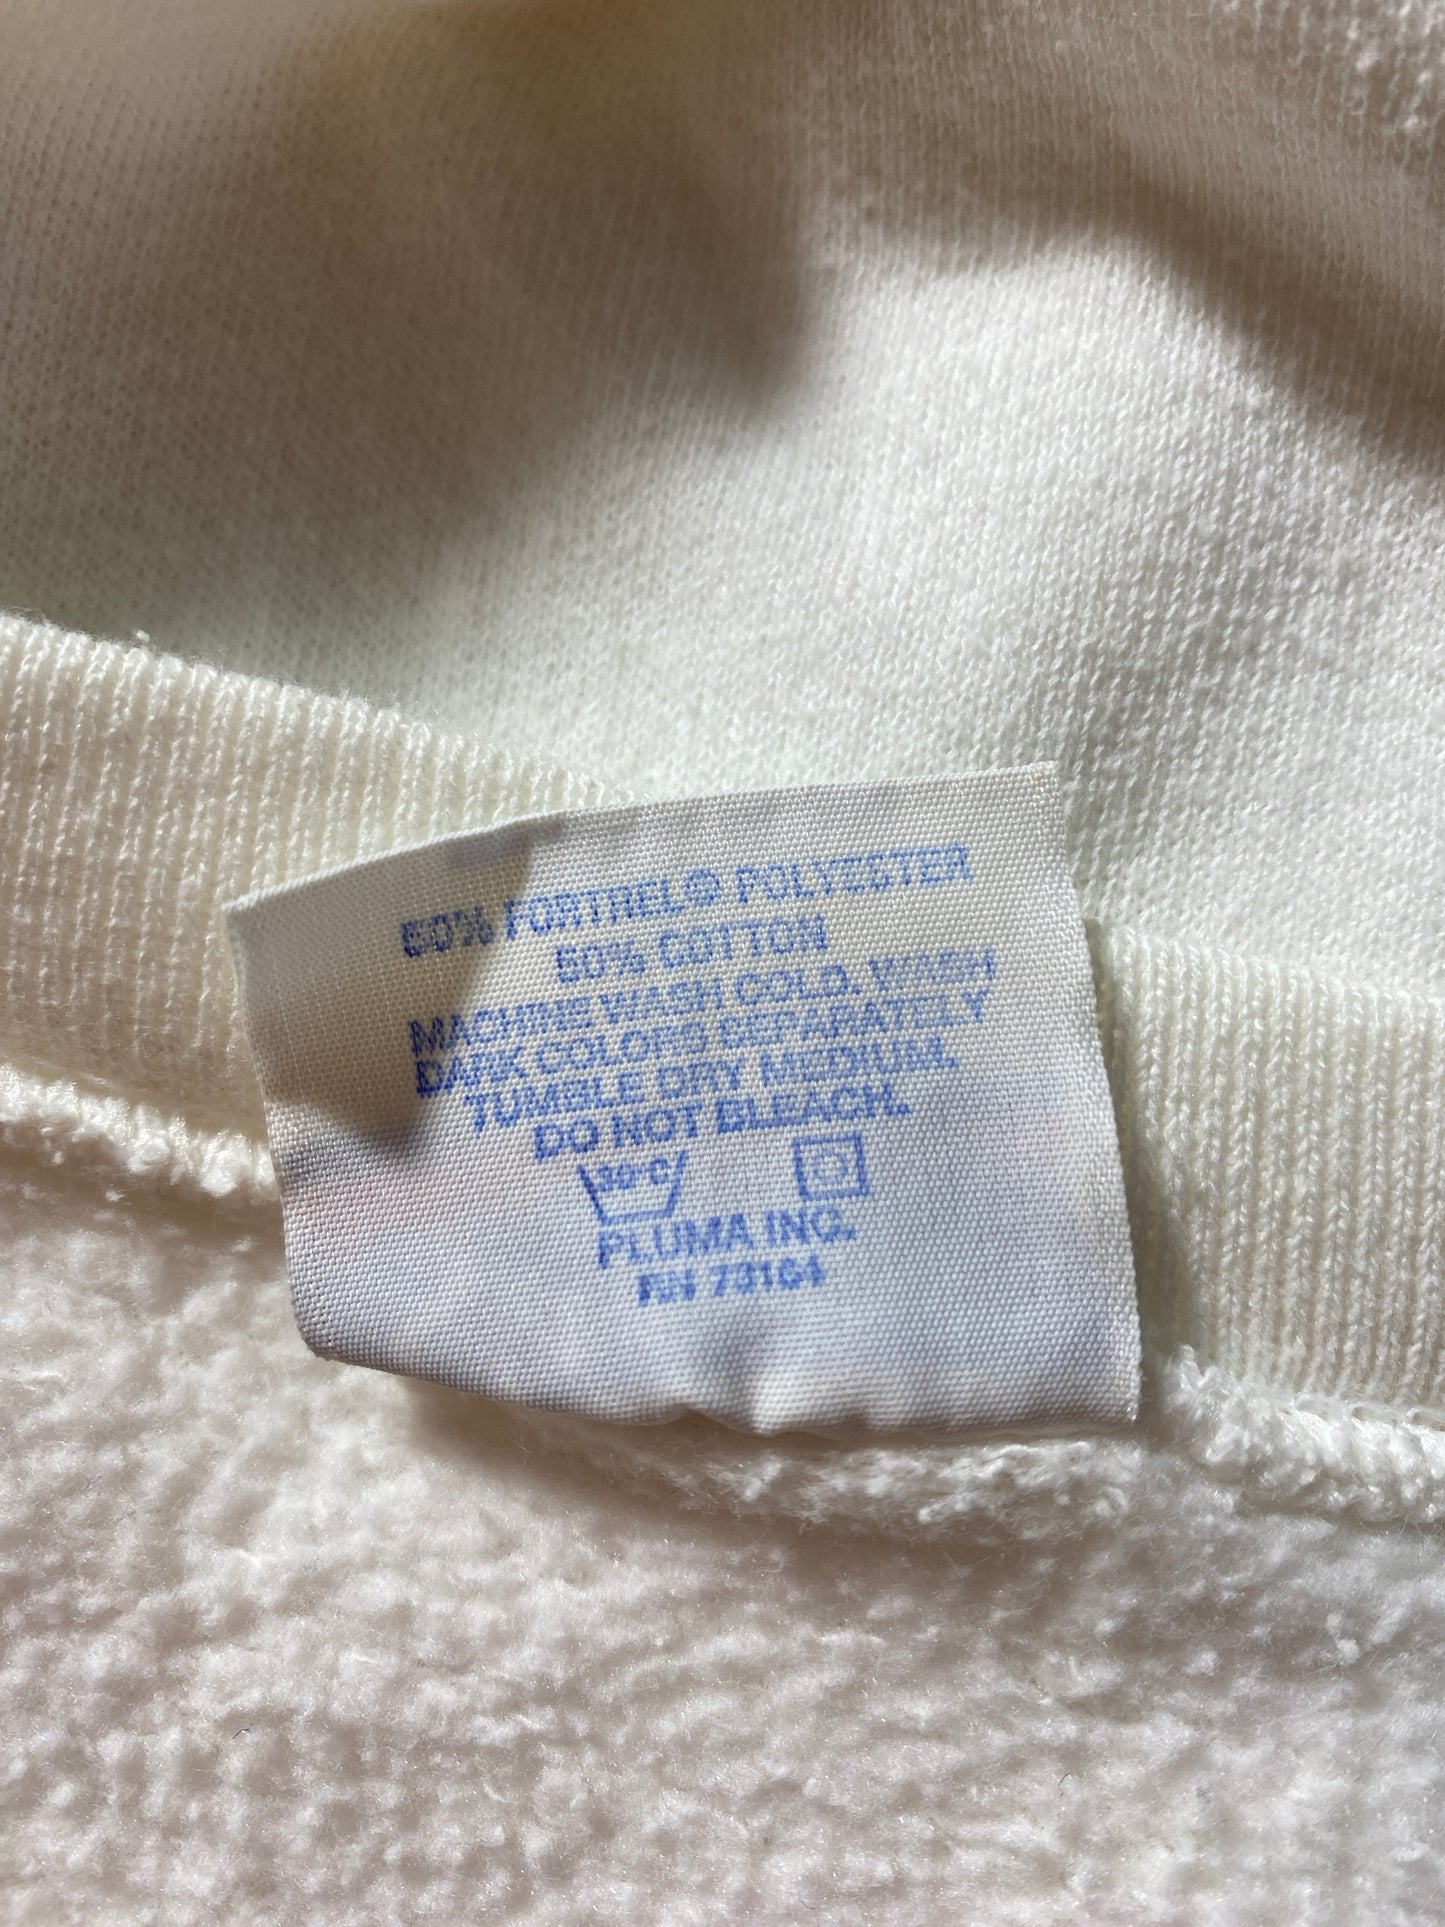 50% FORTREL® POLYESTER
50% COTTON
MACHINE WASH COLD. WASH
DARK COLORS SEPARATELY
TUMBLE DRY MEDIUM.
DO NOT BLEACH.
30°C
PLUMA INC.
RN 73164